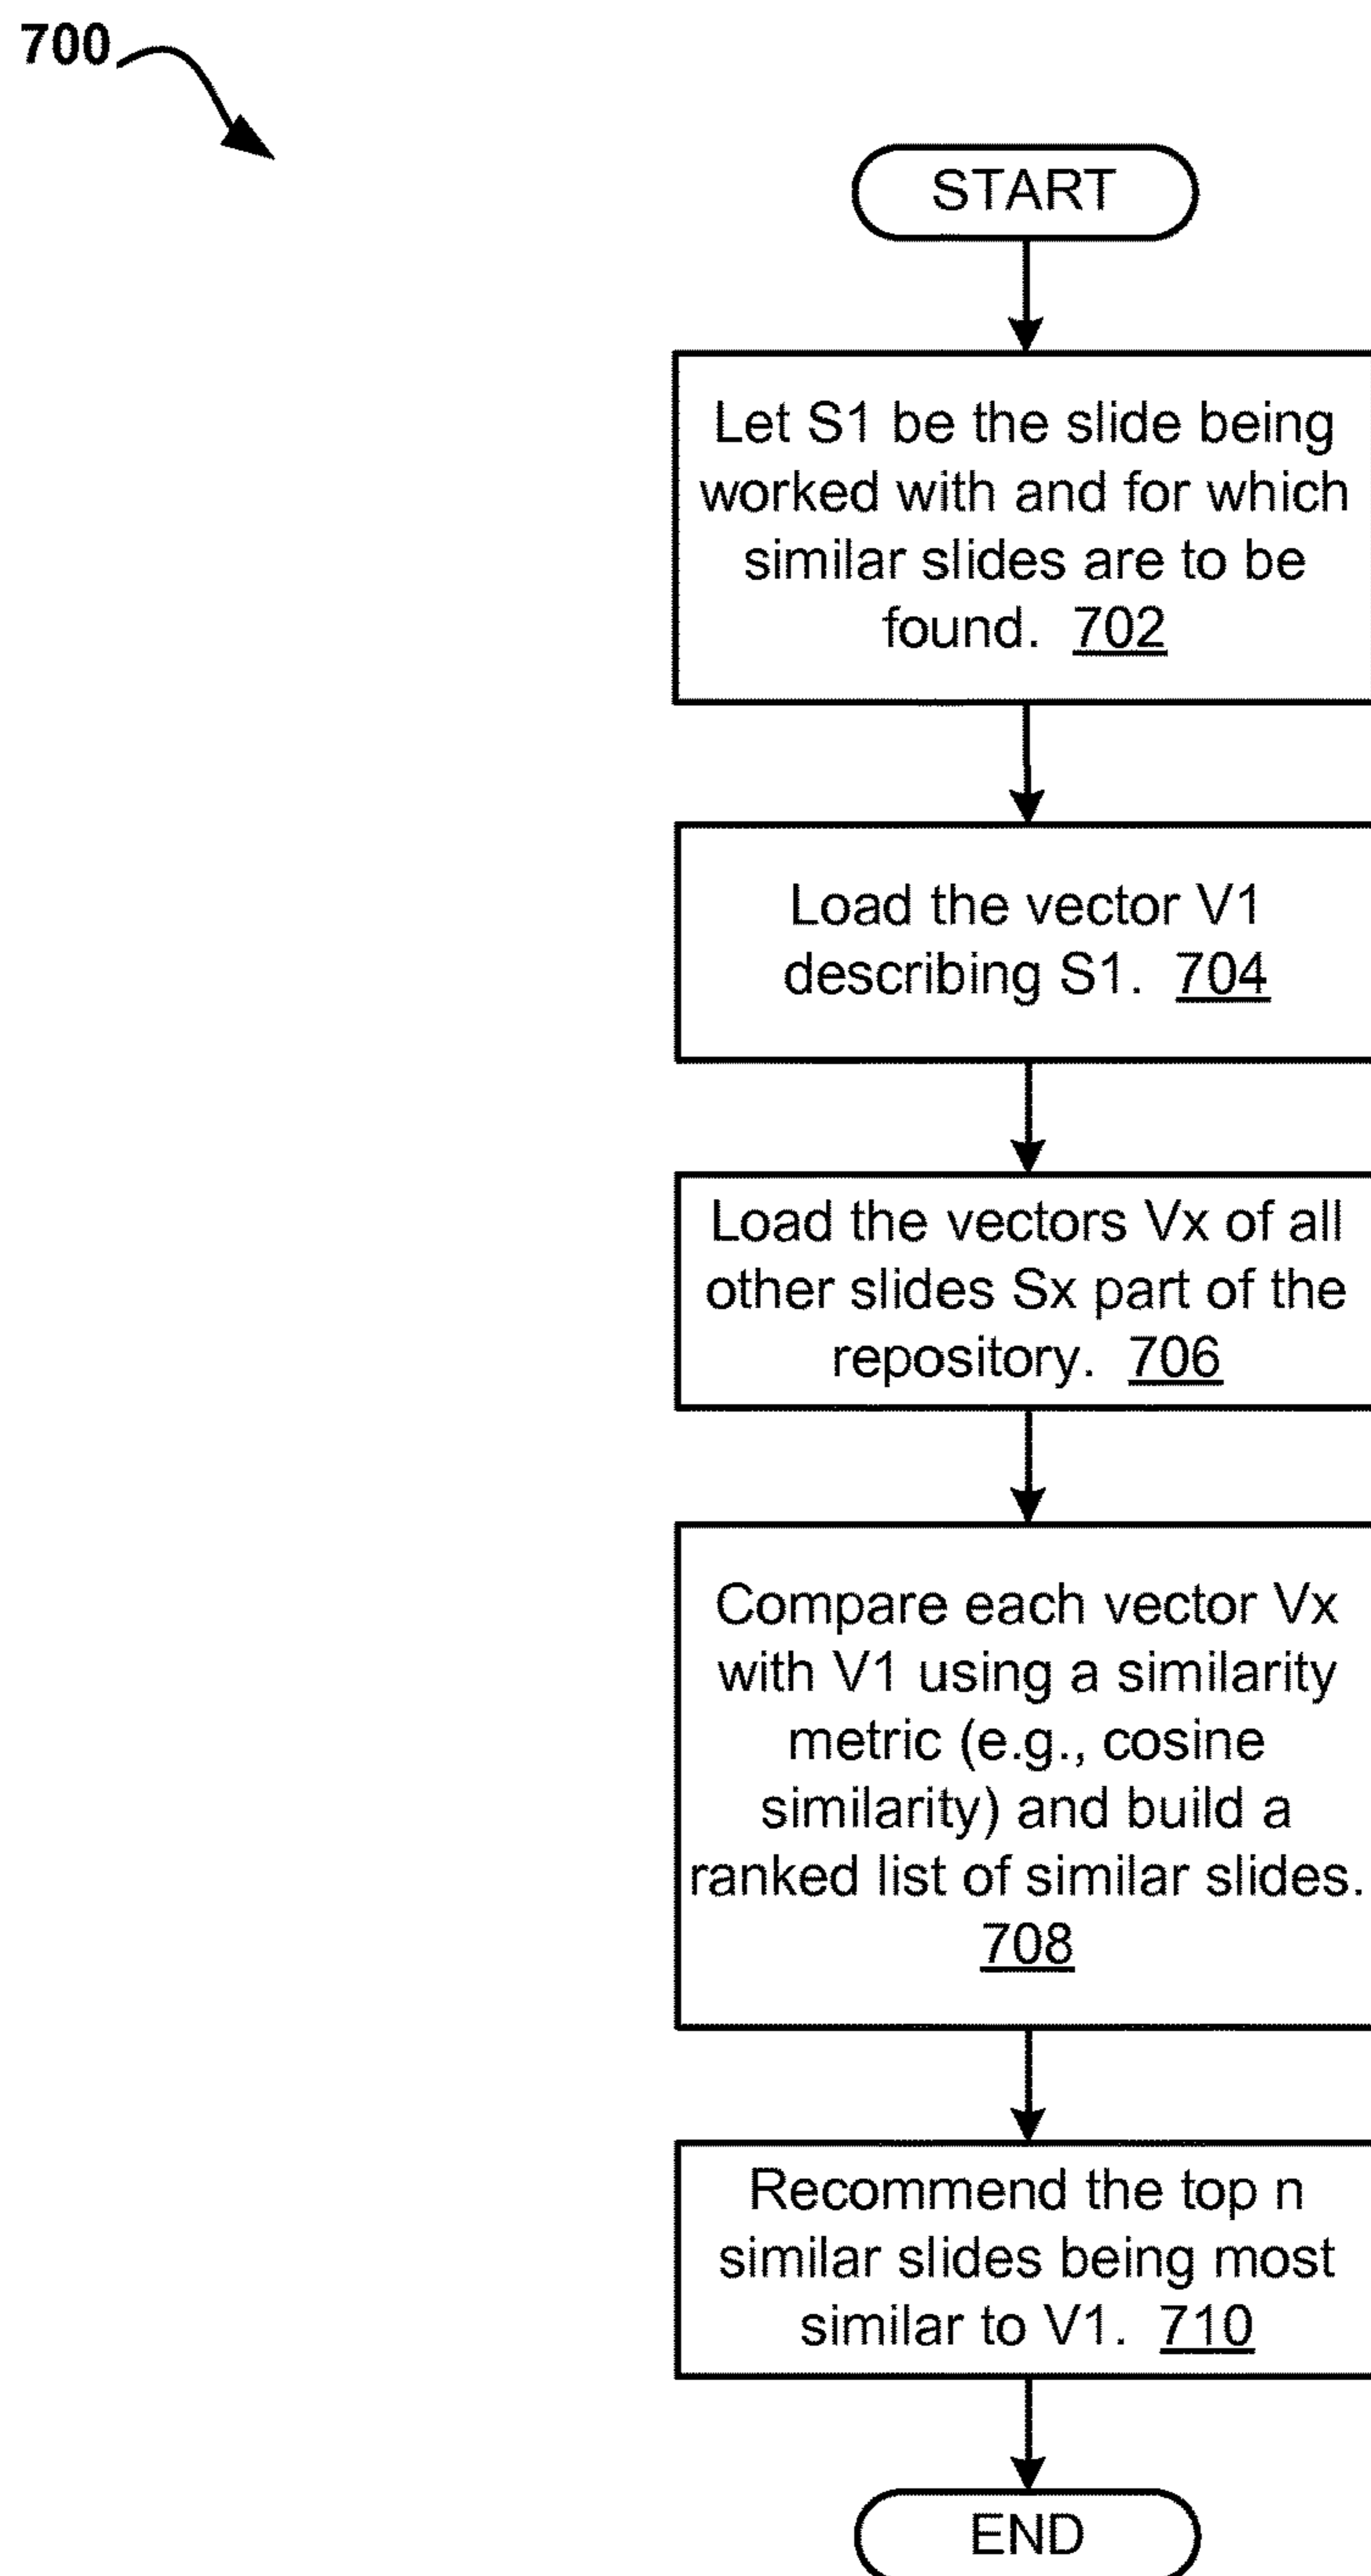 700
START
Let S1 be the slide being
worked with and for which
similar slides are to be
found. 702
Load the vector V1
describing S1. 704
Load the vectors Vx of all
other slides Sx part of the
repository. 706
Compare each vector Vx
with V1 using a similarity
metric (e.g., cosine
similarity) and build a
ranked list of similar slides.
708
Recommend the top n
similar slides being most
similar to V1. 710
END